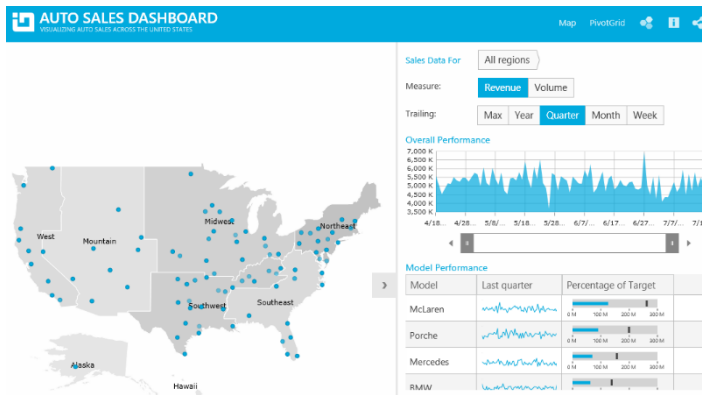 AUTO SALES DASHBOARD
VISUALIZING AUTO SALES ACROSS THE UNITED STATES
Map PivotGrid
Sales Data For All regions
Measure: Revenue Volume
Trailing: Max Year Quarter Month Week
Overall Performance
7,000 K
6,500 K
6,000 K
5,500 K
5,000 K
4,500 K
4,000 K
3,500 K
4/18... 4/28... 5/8/... 5/18... 5/28... 6/7/... 6/17... 6/27... 7/7/... 7/1
Midwest
Northeast
West
Mountain
Southwest
Southeast
Alaska
Hawaii
Model Performance
Model Last quarter Percentage of Target
McLaren
0 M 100 M 200 M 300 M
Porche
0 M 100 M 200 M 300 M
Mercedes
0 M 100 M 200 M 300 M
BMW
0 M 100 M 200 M 300 M